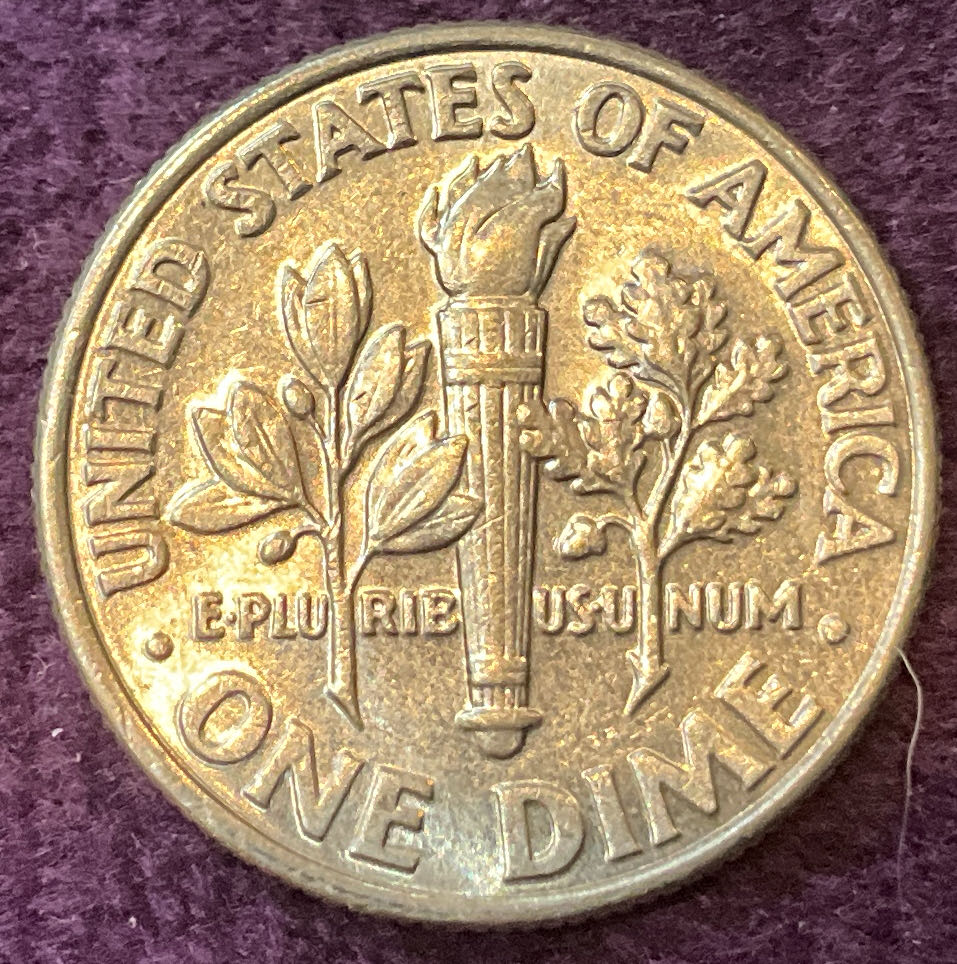 UNITED STATES OF AMERICA
E·PLURIBUS·UNUM
· ONE DIME ·